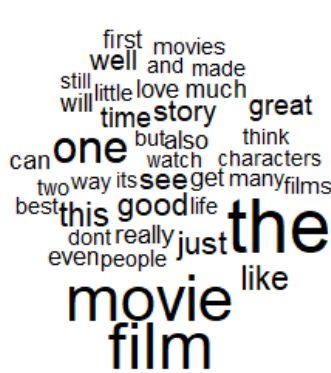 first movies
well and made
still little love much
will time story great
one but also think
can watch characters
two way its see get many films
best this good life the
dont really just
even people like
movie
film